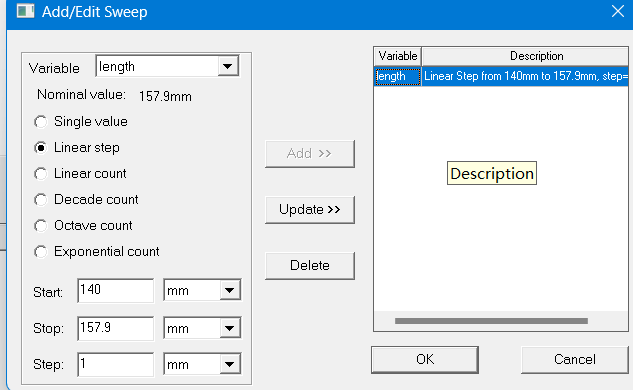 Add/Edit Sweep
Variable length
Nominal value: 157.9mm
Single value
Linear step
Linear count
Decade count
Octave count
Exponential count
Start: 140 mm
Stop: 157.9 mm
Step: 1 mm
Add >>
Update >>
Delete
Variable Description
length Linear Step from 140mm to 157.9mm, step=
Description
OK Cancel